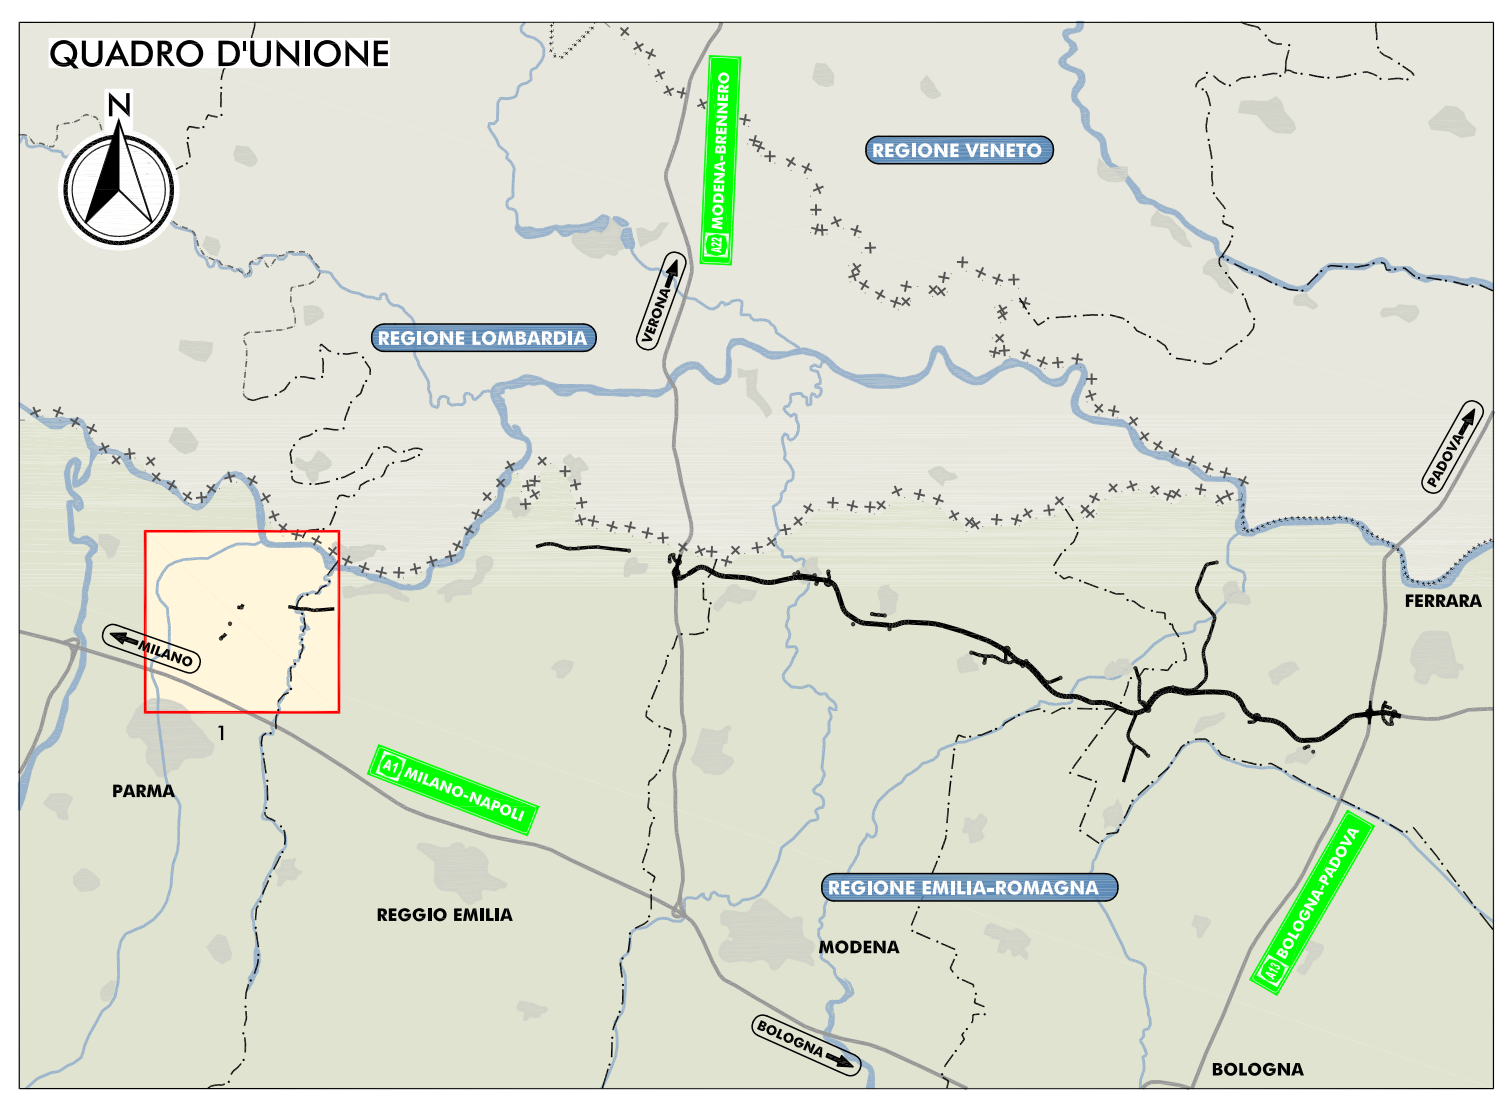 QUADRO D'UNIONE
N
A22 MODENA-BRENNERO
REGIONE VENETO
VERONA
REGIONE LOMBARDIA
PADOVA
FERRARA
MILANO
1
PARMA
A1 MILANO-NAPOLI
REGIONE EMILIA-ROMAGNA
REGGIO EMILIA
MODENA
A13 BOLOGNA-PADOVA
BOLOGNA
BOLOGNA